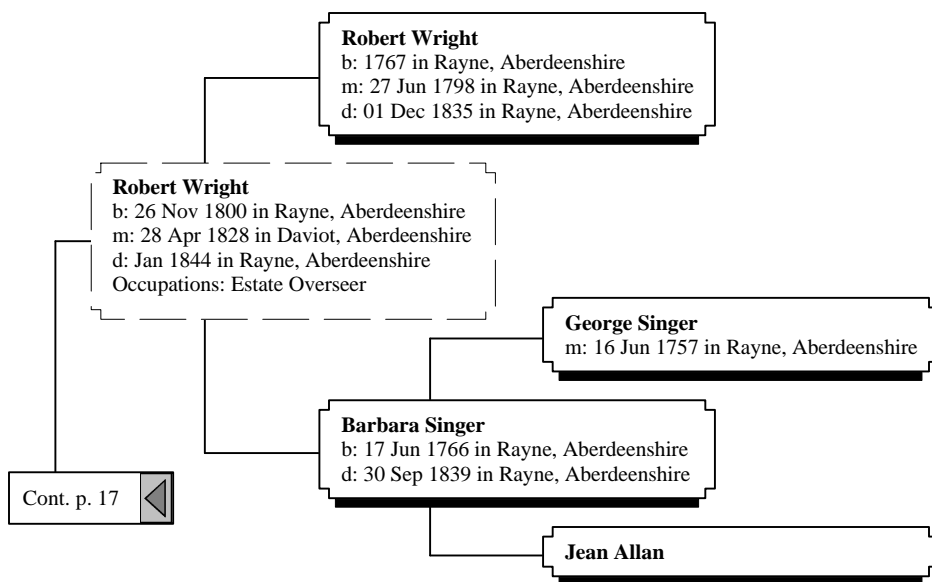 Robert Wright
b: 1767 in Rayne, Aberdeenshire
m: 27 Jun 1798 in Rayne, Aberdeenshire
d: 01 Dec 1835 in Rayne, Aberdeenshire
Robert Wright
b: 26 Nov 1800 in Rayne, Aberdeenshire
m: 28 Apr 1828 in Daviot, Aberdeenshire
d: Jan 1844 in Rayne, Aberdeenshire
Occupations: Estate Overseer
George Singer
m: 16 Jun 1757 in Rayne, Aberdeenshire
Barbara Singer
b: 17 Jun 1766 in Rayne, Aberdeenshire
d: 30 Sep 1839 in Rayne, Aberdeenshire
Cont. p. 17
Jean Allan